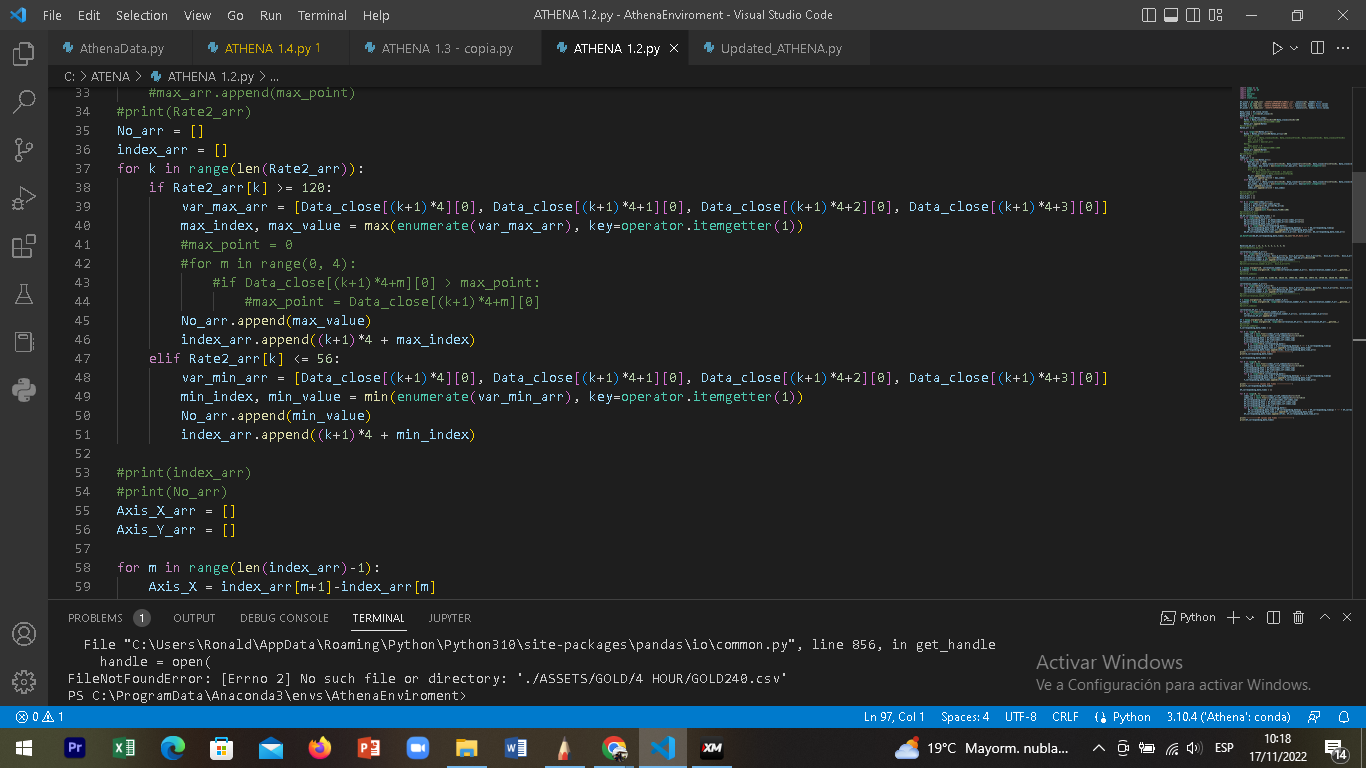 File Edit Selection View Go Run Terminal Help ATHENA 1.2.py - AthenaEnviroment - Visual Studio Code
AthenaData.py ATHENA 1.4.py 1 ATHENA 1.3 - copia.py ATHENA 1.2.py Updated_ATHENA.py
C: > ATENA > ATHENA 1.2.py > ...
33 #max_arr.append(max_point)
34 #print(Rate2_arr)
35 No_arr = []
36 index_arr = []
37 for k in range(len(Rate2_arr)):
38 if Rate2_arr[k] >= 120:
39 var_max_arr = [Data_close[(k+1)*4][0], Data_close[(k+1)*4+1][0], Data_close[(k+1)*4+2][0], Data_close[(k+1)*4+3][0]]
40 max_index, max_value = max(enumerate(var_max_arr), key=operator.itemgetter(1))
41 #max_point = 0
42 #for m in range(0, 4):
43 #if Data_close[(k+1)*4+m][0] > max_point:
44 #max_point = Data_close[(k+1)*4+m][0]
45 No_arr.append(max_value)
46 index_arr.append((k+1)*4 + max_index)
47 elif Rate2_arr[k] <= 56:
48 var_min_arr = [Data_close[(k+1)*4][0], Data_close[(k+1)*4+1][0], Data_close[(k+1)*4+2][0], Data_close[(k+1)*4+3][0]]
49 min_index, min_value = min(enumerate(var_min_arr), key=operator.itemgetter(1))
50 No_arr.append(min_value)
51 index_arr.append((k+1)*4 + min_index)
52
53 #print(index_arr)
54 #print(No_arr)
55 Axis_X_arr = []
56 Axis_Y_arr = []
57
58 for m in range(len(index_arr)-1):
59 Axis_X = index_arr[m+1]-index_arr[m]
PROBLEMS 1 OUTPUT DEBUG CONSOLE TERMINAL JUPYTER Python
File "C:\Users\Ronald\AppData\Roaming\Python\Python310\site-packages\pandas\io\common.py", line 856, in get_handle
handle = open(
FileNotFoundError: [Errno 2] No such file or directory: './ASSETS/GOLD/4 HOUR/GOLD240.csv'
PS C:\ProgramData\Anaconda3\envs\AthenaEnviroment>
Activar Windows
Ve a Configuración para activar Windows.
0 1 Ln 97, Col 1 Spaces: 4 UTF-8 CRLF Python 3.10.4 ('Athena': conda)
Pr XM 19°C Mayorm. nubla... ESP 10:18
17/11/2022 14